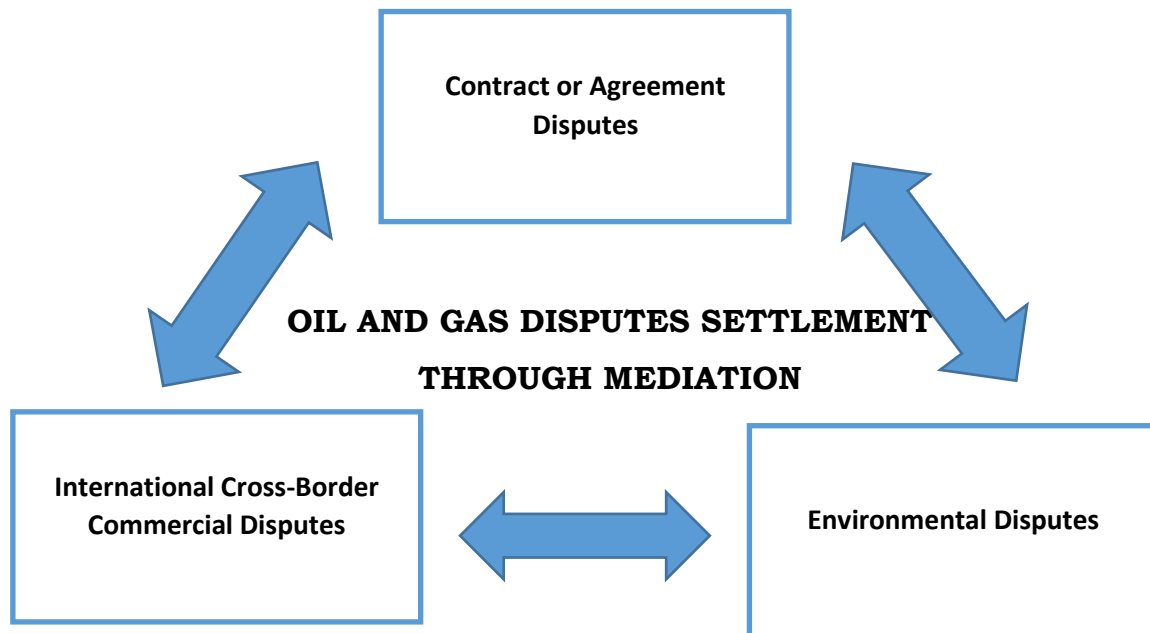 Contract or Agreement
Disputes
OIL AND GAS DISPUTES SETTLEMENT
THROUGH MEDIATION
International Cross-Border
Commercial Disputes
Environmental Disputes